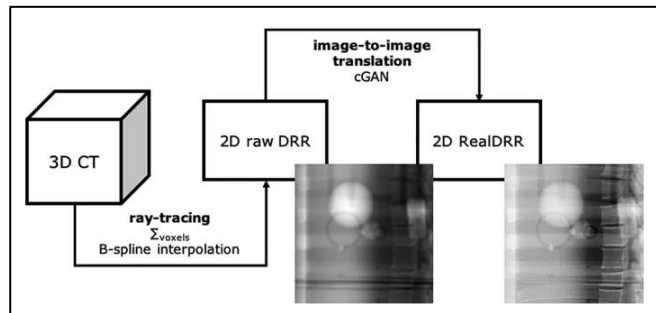 image-to-image
translation
cGAN
3D CT
2D raw DRR
2D RealDRR
ray-tracing
Σvoxels
B-spline interpolation